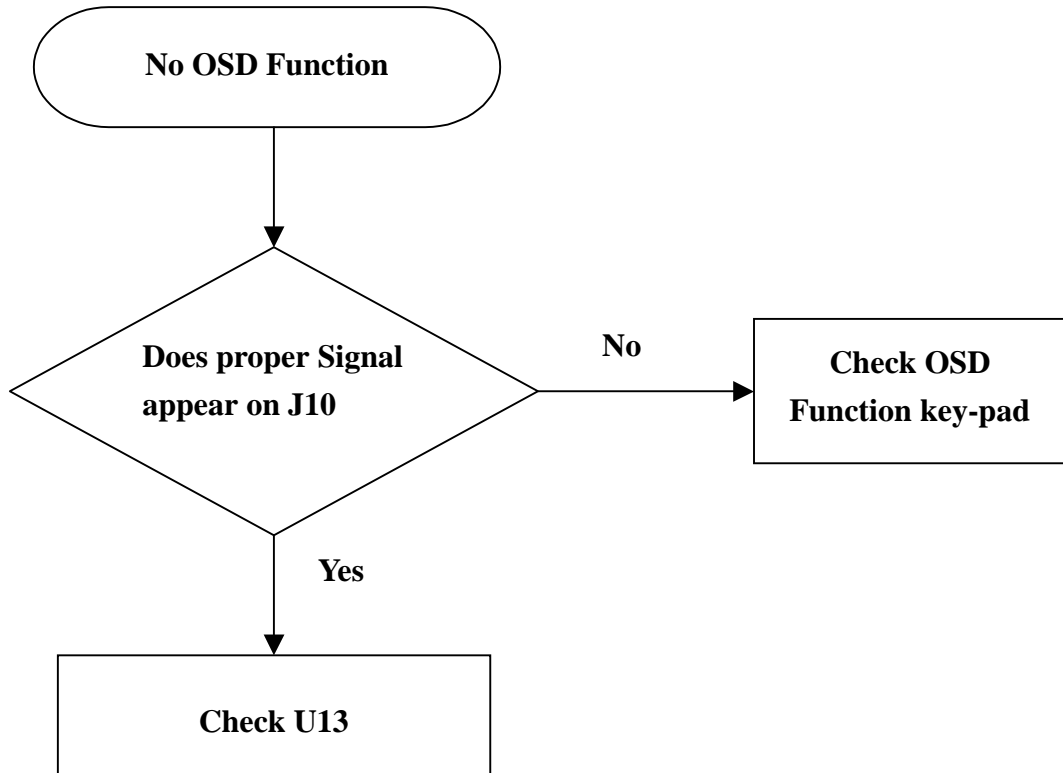 No OSD Function
Does proper Signal
appear on J10
No
Check OSD
Function key-pad
Yes
Check U13